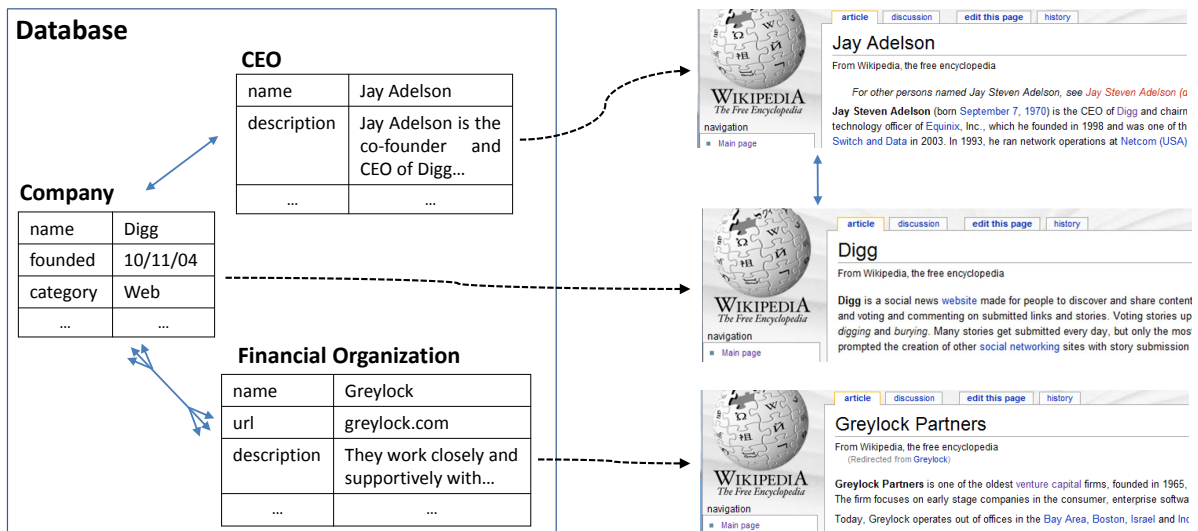 Database
CEO
name Jay Adelson
description Jay Adelson is the
co-founder and
CEO of Digg…
… …
Company
name Digg
founded 10/11/04
category Web
… …
Financial Organization
name Greylock
url greylock.com
description They work closely and
supportively with…
… …
article discussion edit this page history
Jay Adelson
From Wikipedia, the free encyclopedia
For other persons named Jay Steven Adelson, see Jay Steven Adelson (d
Jay Steven Adelson (born September 7, 1970) is the CEO of Digg and chairm
technology officer of Equinix, Inc., which he founded in 1998 and was one of th
Switch and Data in 2003. In 1993, he ran network operations at Netcom (USA)
WIKIPEDIA
The Free Encyclopedia
navigation
Main page
article discussion edit this page history
Digg
From Wikipedia, the free encyclopedia
Digg is a social news website made for people to discover and share content
and voting and commenting on submitted links and stories. Voting stories up
digging and burying. Many stories get submitted every day, but only the most
prompted the creation of other social networking sites with story submission
WIKIPEDIA
The Free Encyclopedia
navigation
Main page
article discussion edit this page history
Greylock Partners
From Wikipedia, the free encyclopedia
(Redirected from Greylock)
Greylock Partners is one of the oldest venture capital firms, founded in 1965,
The firm focuses on early stage companies in the consumer, enterprise softwa
Today, Greylock operates out of offices in the Bay Area, Boston, Israel and Inc
WIKIPEDIA
The Free Encyclopedia
navigation
Main page